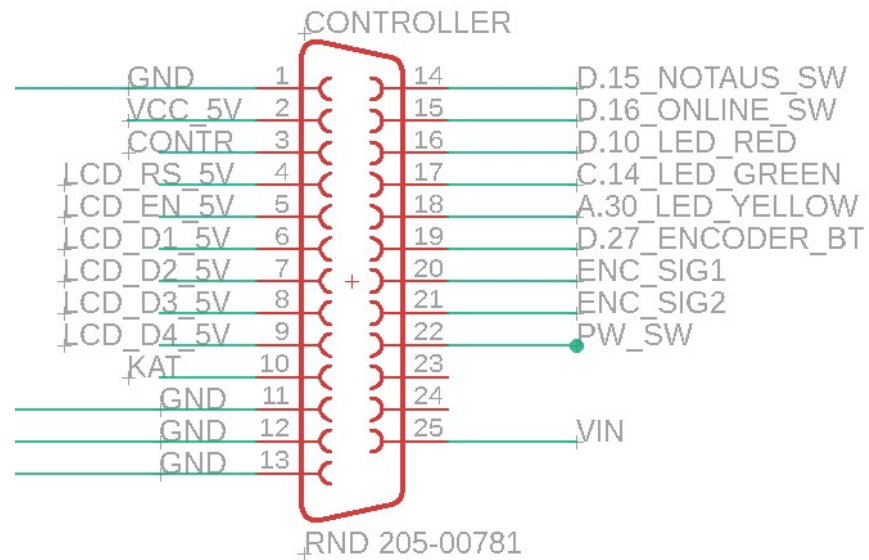 CONTROLLER
GND 1 14 D.15_NOTAUS_SW
VCC_5V 2 15 D.16_ONLINE_SW
CONTR 3 16 D.10_LED_RED
LCD_RS_5V 4 17 C.14_LED_GREEN
LCD_EN_5V 5 18 A.30_LED_YELLOW
LCD_D1_5V 6 19 D.27_ENCODER_BT
LCD_D2_5V 7 20 ENC_SIG1
LCD_D3_5V 8 21 ENC_SIG2
LCD_D4_5V 9 22 PW_SW
KAT 10 23
GND 11 24
GND 12 25 VIN
GND 13
RND 205-00781